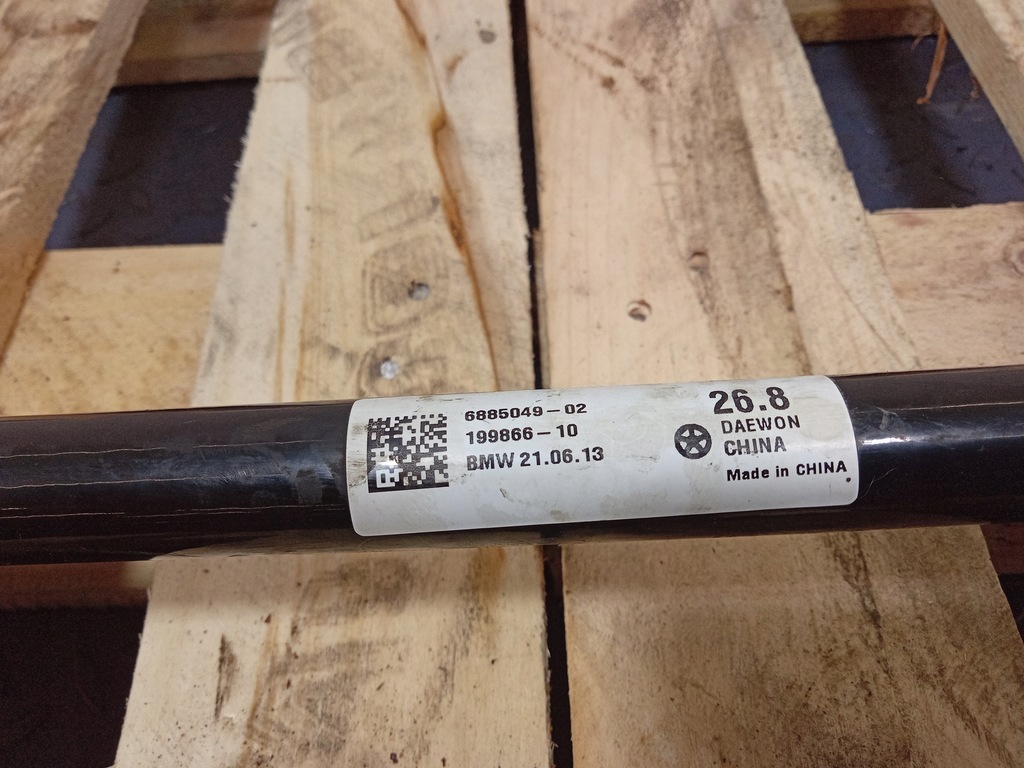 6885049-02
199866-10
BMW 21.06.13
26.8
DAEWON
CHINA
Made in CHINA